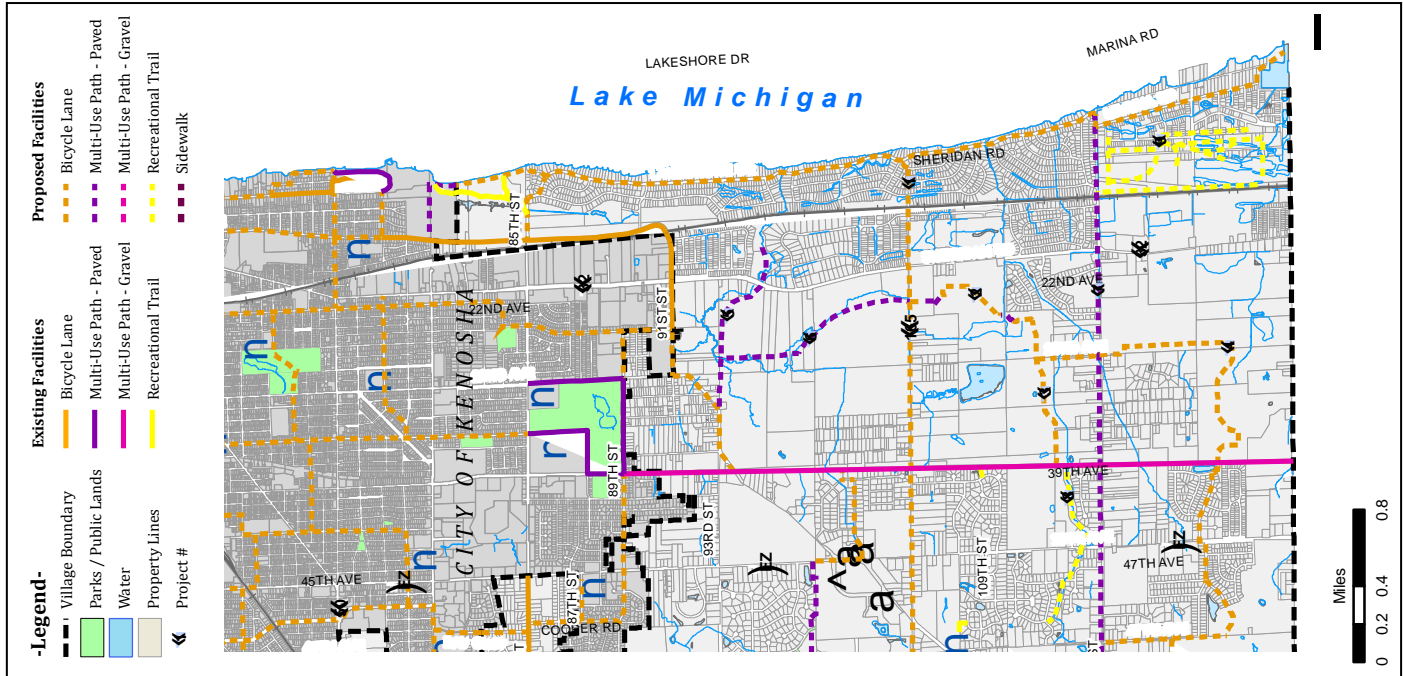 -Legend-
Village Boundary
Parks / Public Lands
Water
Property Lines
Project #
Existing Facilities
Bicycle Lane
Multi-Use Path - Paved
Multi-Use Path - Gravel
Recreational Trail
Proposed Facilities
Bicycle Lane
Multi-Use Path - Paved
Multi-Use Path - Gravel
Recreational Trail
Sidewalk
LAKESHORE DR
MARINA RD
Lake Michigan
SHERIDAN RD
85TH ST
22ND AVE
CITY OF KENOSHA
91ST ST
22ND AV
89TH ST
39TH AVE
93RD ST
45TH AVE
87TH ST
COOPER RD
109TH ST
47TH AVE
Miles
0 0.2 0.4 0.8